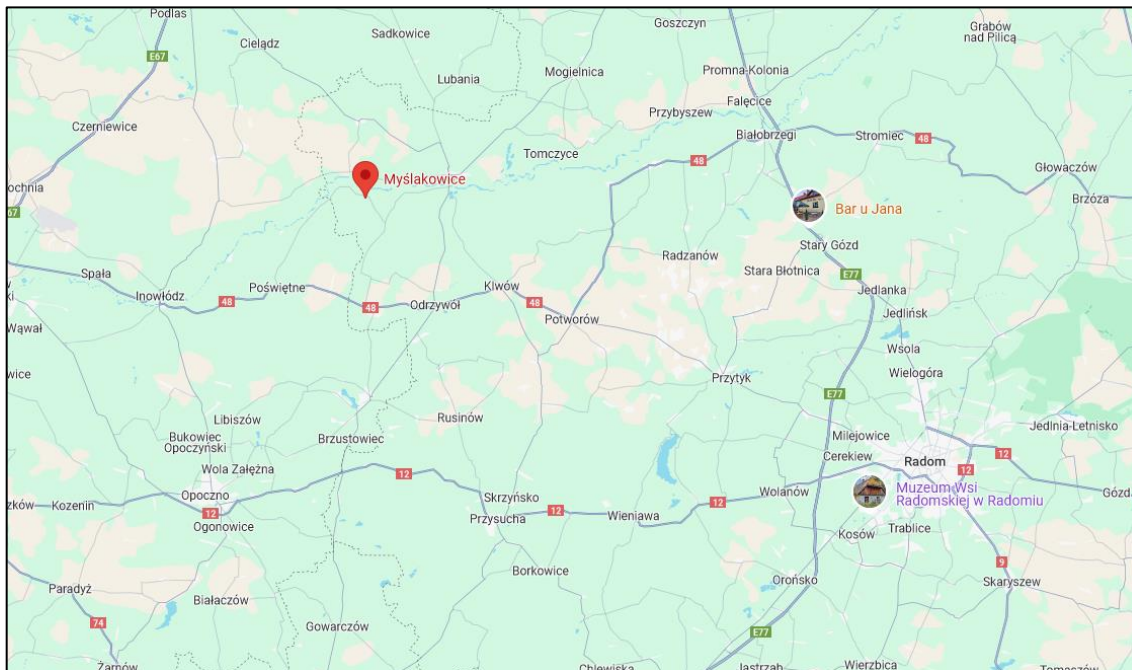 Podlas
Goszczyn
Grabów
nad Pilicą
Cielądz
Sadkowice
E67
Lubania
Mogielnica
Promna-Kolonia
Falęcice
Przybyszew
Czerniewice
Białobrzegi
Stromiec
48
Tomczyce
48
Głowaczów
Myślakowice
ochnia
Brzóza
67
Bar u Jana
Radzanów
Stary Gózd
Stara Błotnica
E77
Spała
Poświętne
Klwów
Jedlanka
Inowłódz
48
48
Odrzywół
48
Potworów
Jedlińsk
ki
Wąwał
Wsola
wice
Przytyk
Wielogóra
E77
Libiszów
Rusinów
Jedlnia-Letnisko
Bukowiec
Opoczyński
Brzustowiec
Milejowice
Cerekiew
12
Wola Załężna
Radom
12
12
Opoczno
Skrzyńsko
Wolanów
Muzeum Wsi
Radomskiej w Radomiu
Gózd
zków
Kozenin
12
12
12
Ogonowice
Przysucha
Wieniawa
Kosów
Trablice
9
Borkowice
Orońsko
Skaryszew
Paradyż
Białaczów
74
Gowarczów
E77
Żarnów
Chlewiska
Jastrząb
Wierzbica